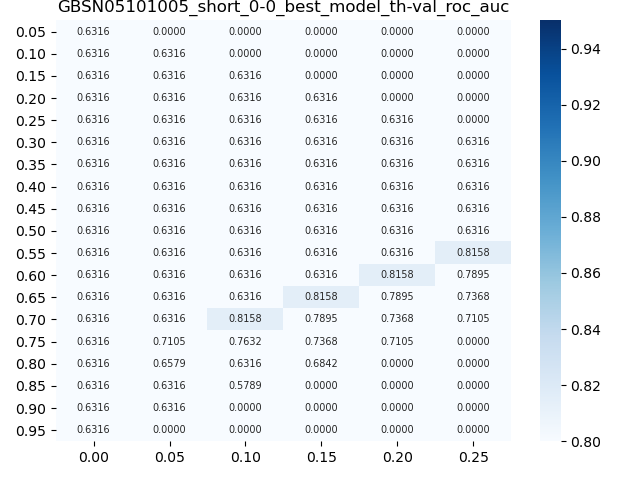 GBSN05101005_short_0-0_best_model_th-val_roc_auc
0.05 0.6316 0.0000 0.0000 0.0000 0.0000 0.0000
0.10 0.6316 0.6316 0.0000 0.0000 0.0000 0.0000
0.15 0.6316 0.6316 0.6316 0.0000 0.0000 0.0000
0.20 0.6316 0.6316 0.6316 0.6316 0.0000 0.0000
0.25 0.6316 0.6316 0.6316 0.6316 0.6316 0.0000
0.30 0.6316 0.6316 0.6316 0.6316 0.6316 0.6316
0.35 0.6316 0.6316 0.6316 0.6316 0.6316 0.6316
0.40 0.6316 0.6316 0.6316 0.6316 0.6316 0.6316
0.45 0.6316 0.6316 0.6316 0.6316 0.6316 0.6316
0.50 0.6316 0.6316 0.6316 0.6316 0.6316 0.6316
0.55 0.6316 0.6316 0.6316 0.6316 0.6316 0.8158
0.60 0.6316 0.6316 0.6316 0.6316 0.8158 0.7895
0.65 0.6316 0.6316 0.6316 0.8158 0.7895 0.7368
0.70 0.6316 0.6316 0.8158 0.7895 0.7368 0.7105
0.75 0.6316 0.7105 0.7632 0.7368 0.7105 0.0000
0.80 0.6316 0.6579 0.6316 0.6842 0.0000 0.0000
0.85 0.6316 0.6316 0.5789 0.0000 0.0000 0.0000
0.90 0.6316 0.6316 0.0000 0.0000 0.0000 0.0000
0.95 0.6316 0.0000 0.0000 0.0000 0.0000 0.0000
0.00 0.05 0.10 0.15 0.20 0.25
0.94
0.92
0.90
0.88
0.86
0.84
0.82
0.80